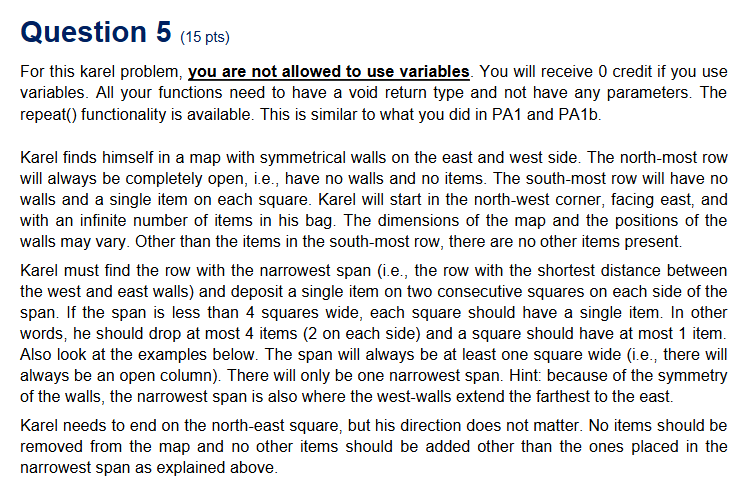 Question 5 (15 pts)
For this karel problem, you are not allowed to use variables. You will receive 0 credit if you use
variables. All your functions need to have a void return type and not have any parameters. The
repeat() functionality is available. This is similar to what you did in PA1 and PA1b.
Karel finds himself in a map with symmetrical walls on the east and west side. The north-most row
will always be completely open, i.e., have no walls and no items. The south-most row will have no
walls and a single item on each square. Karel will start in the north-west corner, facing east, and
with an infinite number of items in his bag. The dimensions of the map and the positions of the
walls may vary. Other than the items in the south-most row, there are no other items present.
Karel must find the row with the narrowest span (i.e., the row with the shortest distance between
the west and east walls) and deposit a single item on two consecutive squares on each side of the
span. If the span is less than 4 squares wide, each square should have a single item. In other
words, he should drop at most 4 items (2 on each side) and a square should have at most 1 item.
Also look at the examples below. The span will always be at least one square wide (i.e., there will
always be an open column). There will only be one narrowest span. Hint: because of the symmetry
of the walls, the narrowest span is also where the west-walls extend the farthest to the east.
Karel needs to end on the north-east square, but his direction does not matter. No items should be
removed from the map and no other items should be added other than the ones placed in the
narrowest span as explained above.